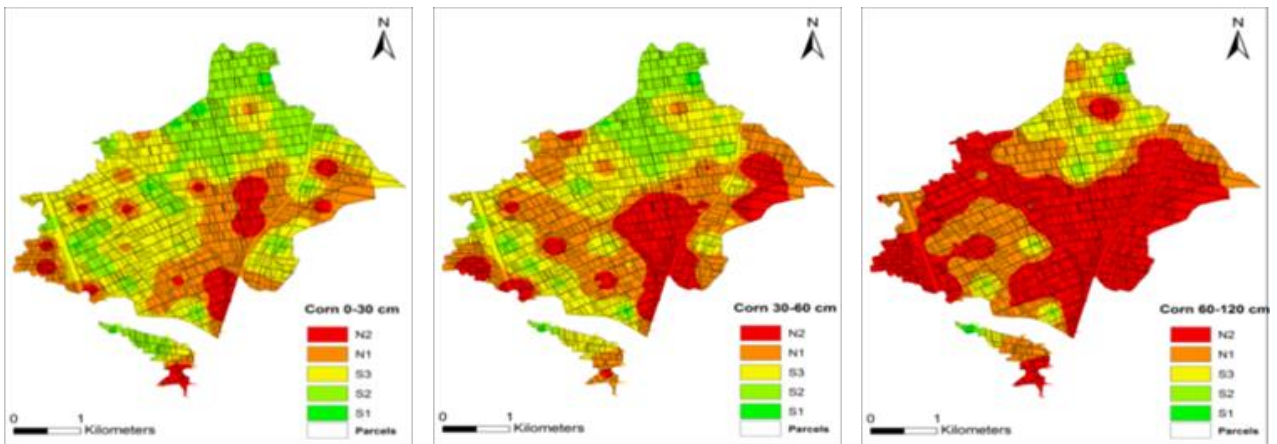 N
Corn 0-30 cm
N2
N1
S3
S2
S1
Parcels
0 1
Kilometers
N
Corn 30-60 cm
N2
N1
S3
S2
S1
Parcels
0 1
Kilometers
N
Corn 60-120 cm
N2
N1
S3
S2
S1
Parcels
0 1
Kilometers